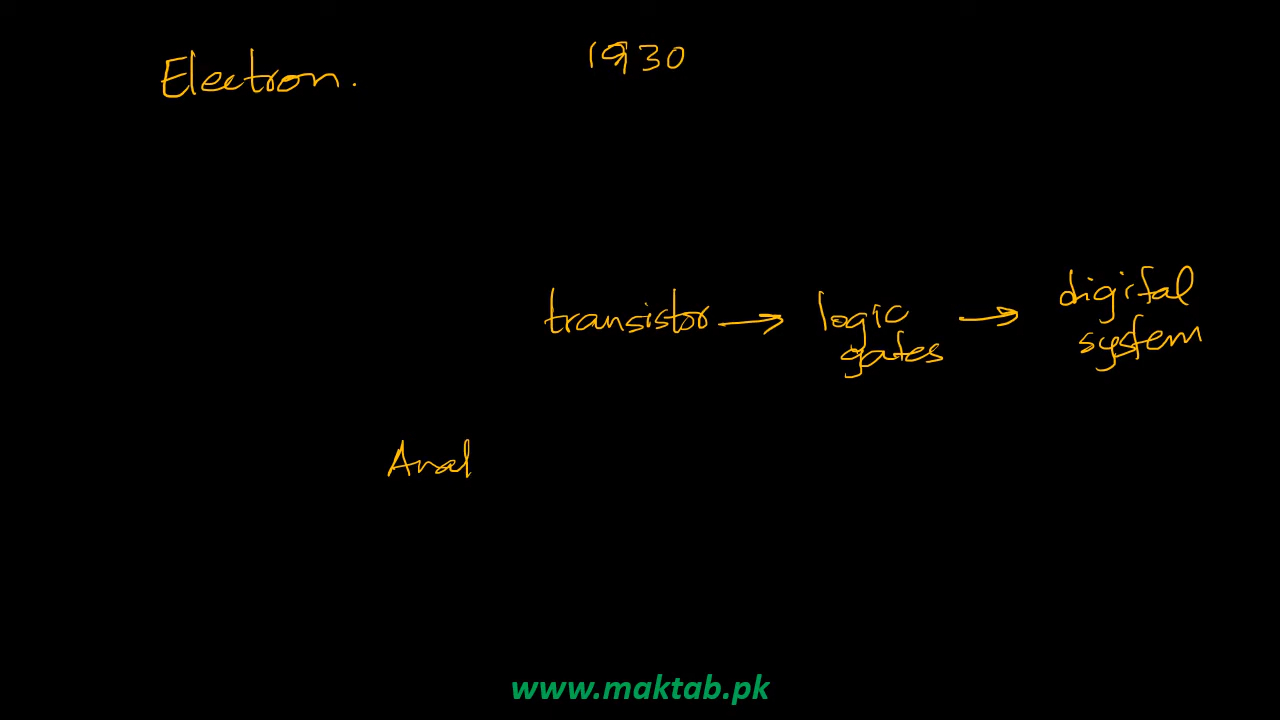 Electron.
1930
transistor → logic gates → digital system
Anal
www.maktab.pk